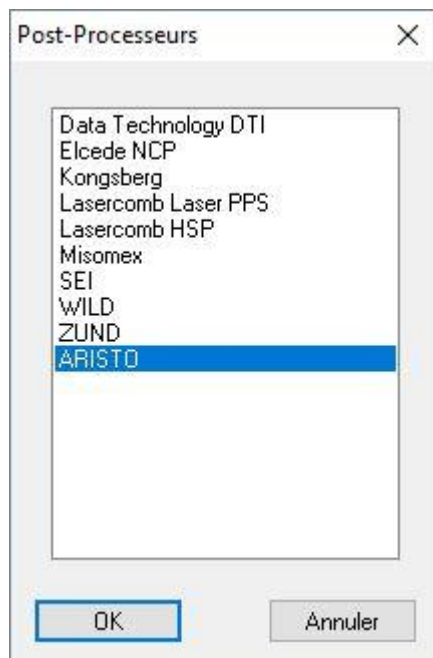 Post-Processeurs
Data Technology DTI
Elcede NCP
Kongsberg
Lasercomb Laser PPS
Lasercomb HSP
Misomex
SEI
WILD
ZUND
ARISTO
OK
Annuler